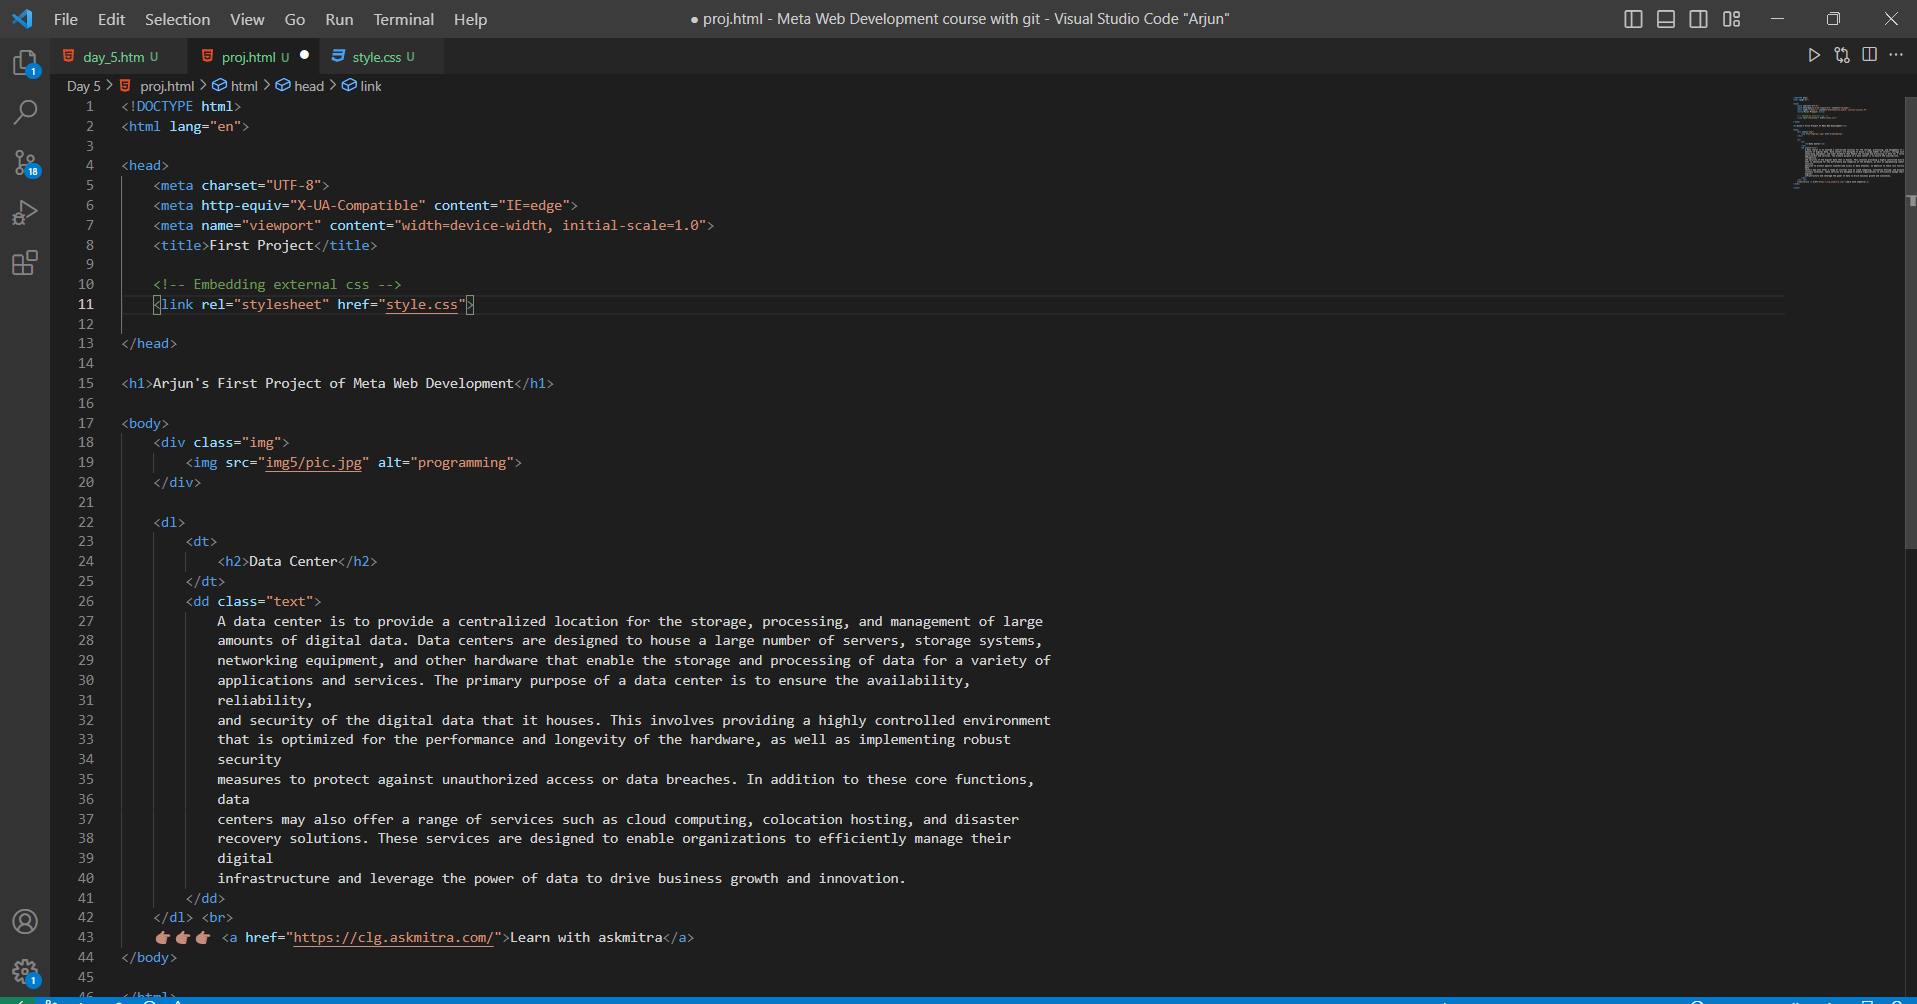 File Edit Selection View Go Run Terminal Help ● proj.html - Meta Web Development course with git - Visual Studio Code "Arjun"
day_5.htm U proj.html U ● style.css U
Day 5 > proj.html > html > head > link
1 <!DOCTYPE html>
2 <html lang="en">
3
4 <head>
5 <meta charset="UTF-8">
6 <meta http-equiv="X-UA-Compatible" content="IE=edge">
7 <meta name="viewport" content="width=device-width, initial-scale=1.0">
8 <title>First Project</title>
9
10 <!-- Embedding external css -->
11 <link rel="stylesheet" href="style.css">
12
13 </head>
14
15 <h1>Arjun's First Project of Meta Web Development</h1>
16
17 <body>
18 <div class="img">
19 <img src="img5/pic.jpg" alt="programming">
20 </div>
21
22 <dl>
23 <dt>
24 <h2>Data Center</h2>
25 </dt>
26 <dd class="text">
27 A data center is to provide a centralized location for the storage, processing, and management of large
28 amounts of digital data. Data centers are designed to house a large number of servers, storage systems,
29 networking equipment, and other hardware that enable the storage and processing of data for a variety of
30 applications and services. The primary purpose of a data center is to ensure the availability,
31 reliability,
32 and security of the digital data that it houses. This involves providing a highly controlled environment
33 that is optimized for the performance and longevity of the hardware, as well as implementing robust
34 security
35 measures to protect against unauthorized access or data breaches. In addition to these core functions,
36 data
37 centers may also offer a range of services such as cloud computing, colocation hosting, and disaster
38 recovery solutions. These services are designed to enable organizations to efficiently manage their
39 digital
40 infrastructure and leverage the power of data to drive business growth and innovation.
41 </dd>
42 </dl> <br>
43 👉🏽👉🏽👉🏽 <a href="https://clg.askmitra.com/">Learn with askmitra</a>
44 </body>
45
46 </html>
1
18
1